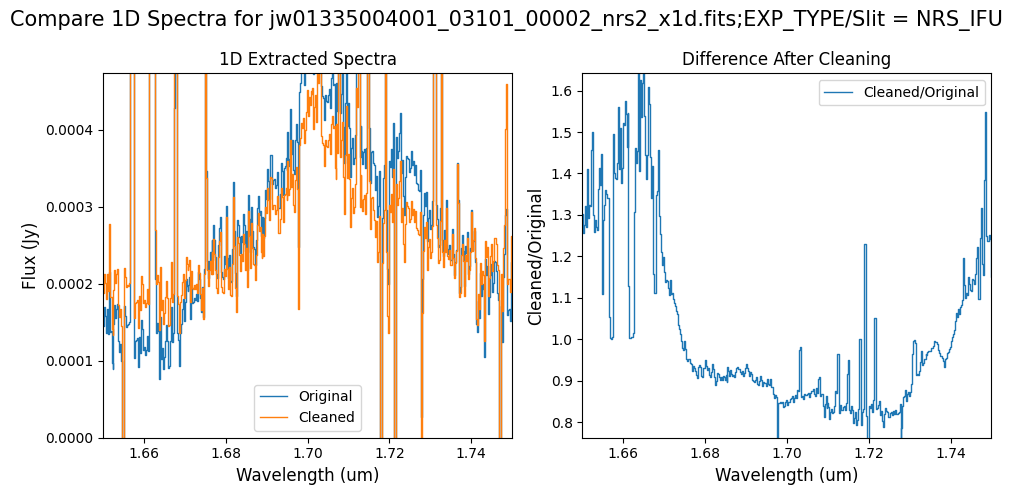 Compare 1D Spectra for jw01335004001_03101_00002_nrs2_x1d.fits;EXP_TYPE/Slit = NRS_IFU
1D Extracted Spectra
Flux (Jy)
0.0004
0.0003
0.0002
0.0001
0.0000
Original
Cleaned
1.66 1.68 1.70 1.72 1.74
Wavelength (um)
Difference After Cleaning
Cleaned/Original
Cleaned/Original
1.6
1.5
1.4
1.3
1.2
1.1
1.0
0.9
0.8
1.66 1.68 1.70 1.72 1.74
Wavelength (um)